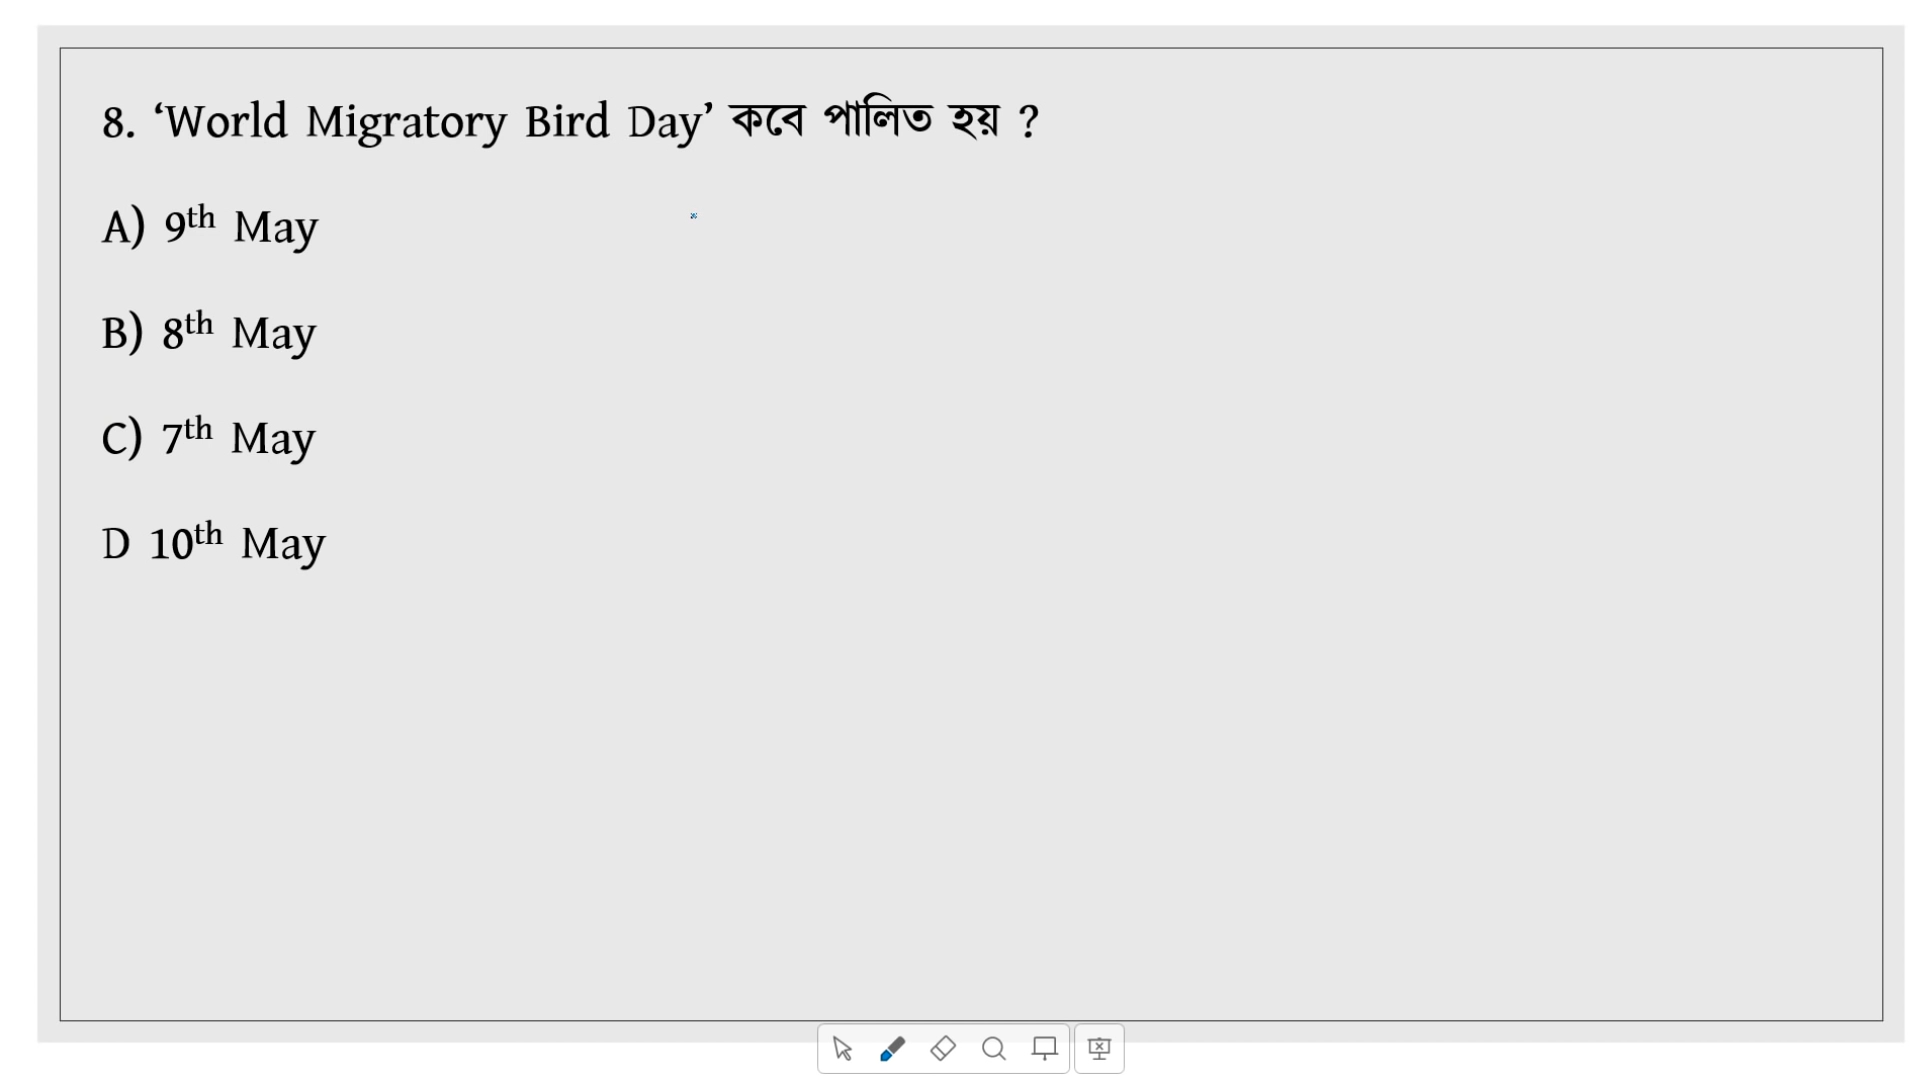 8. ‘World Migratory Bird Day’ কবে পালিত হয় ?
A) 9th May
B) 8th May
C) 7th May
D 10th May